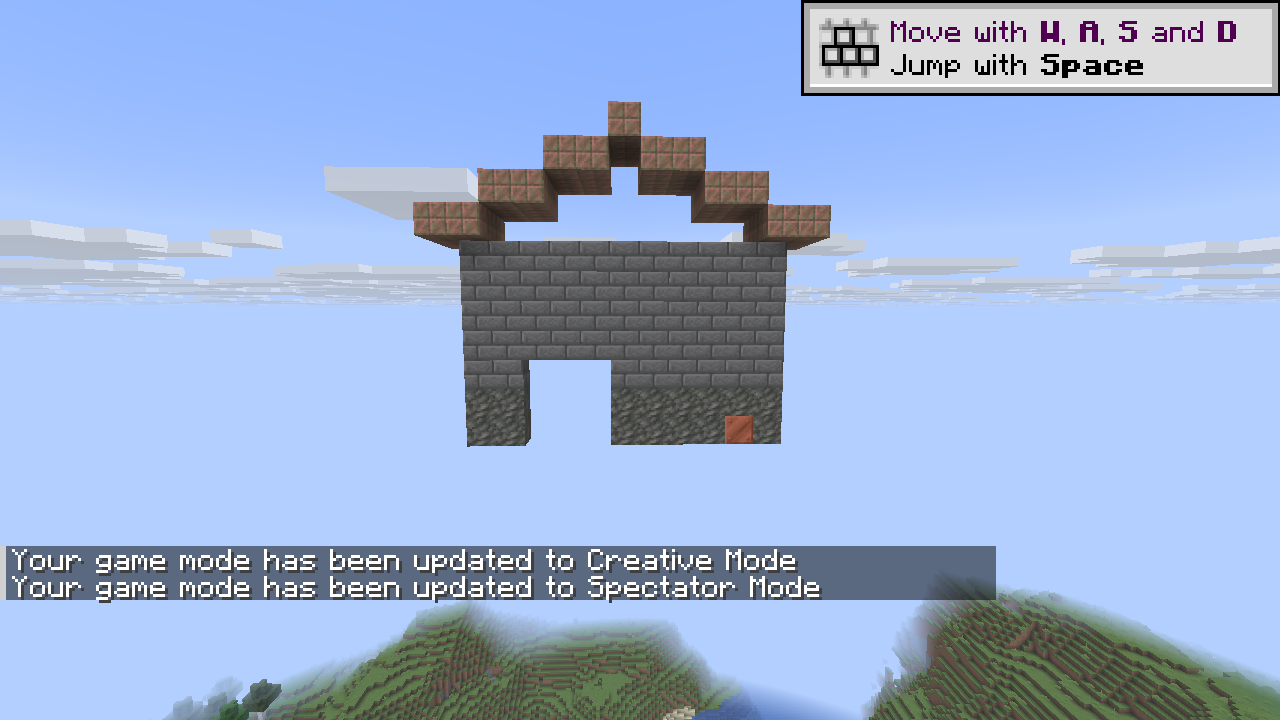 Move with W, A, S and D
Jump with Space
Your game mode has been updated to Creative Mode
Your game mode has been updated to Spectator Mode